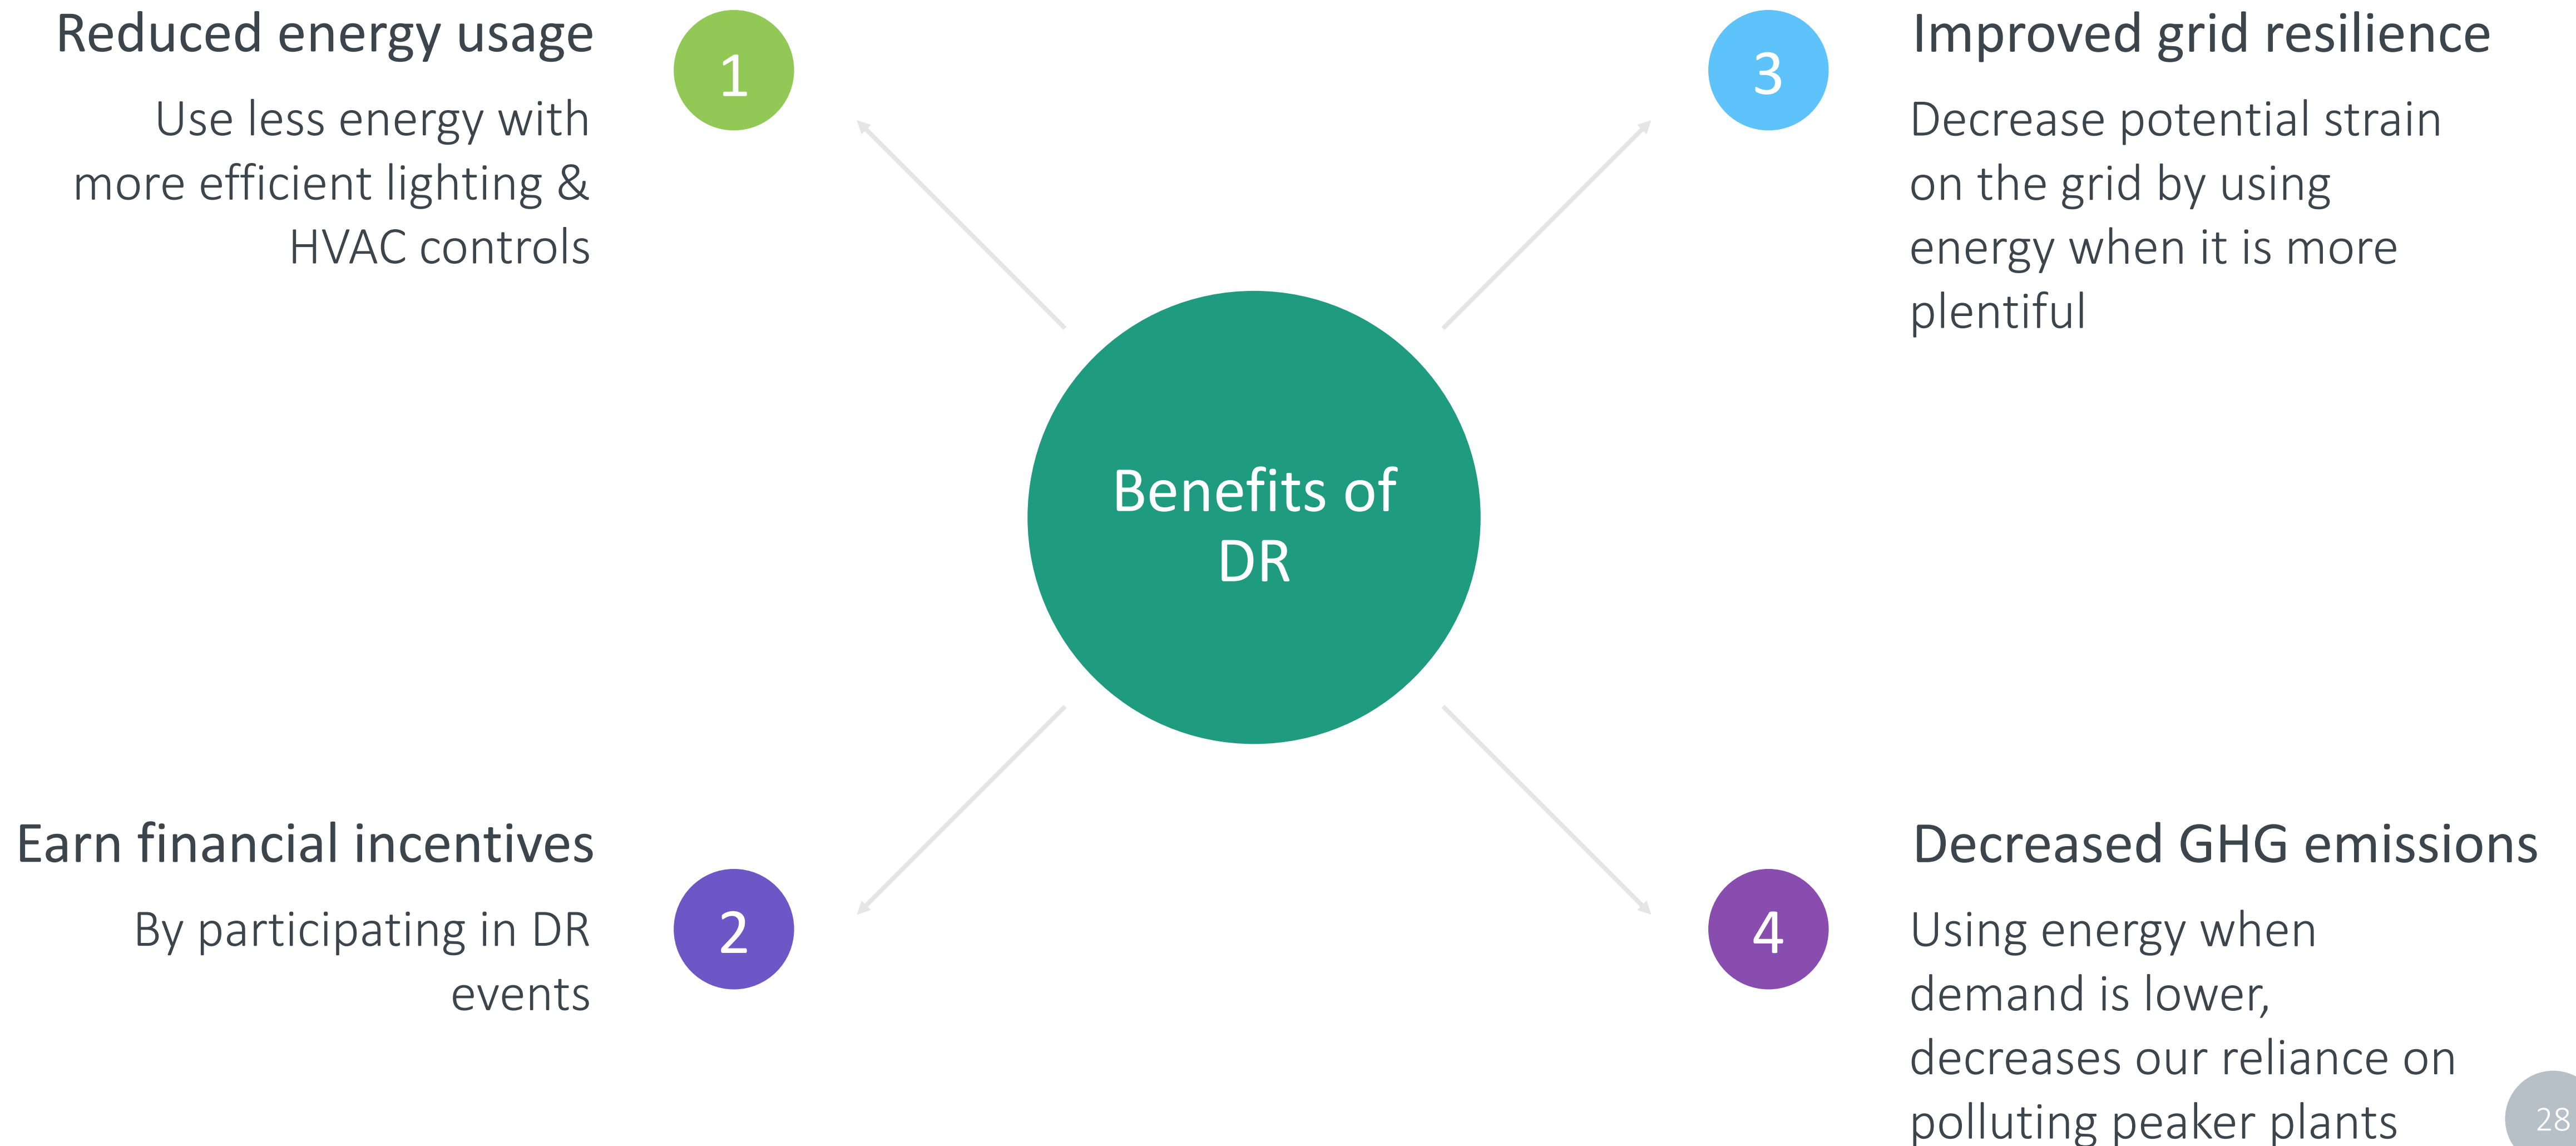 Reduced energy usage
Use less energy with
more efficient lighting &
HVAC controls
1
Earn financial incentives
By participating in DR
events
2
Benefits of
DR
3
Improved grid resilience
Decrease potential strain
on the grid by using
energy when it is more
plentiful
4
Decreased GHG emissions
Using energy when
demand is lower,
decreases our reliance on
polluting peaker plants
28